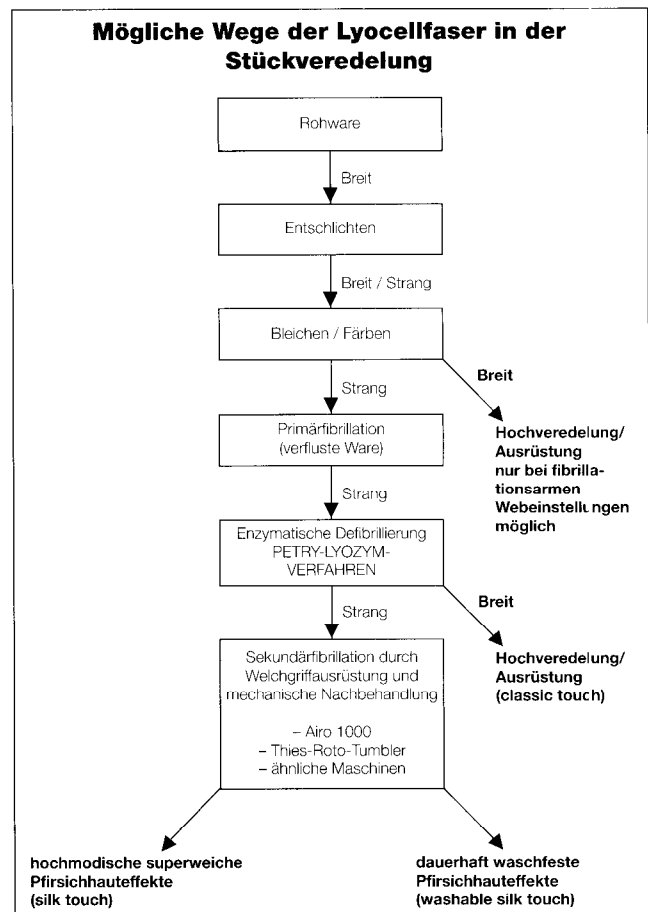 Mögliche Wege der Lyocellfaser in der
Stückveredelung
Rohware
Breit
Entschlichten
Breit / Strang
Bleichen / Färben
Breit
Strang
Primärfibrillation
(verfluste Ware)
Hochveredelung/
Ausrüstung
nur bei fibrilla-
tionsarmen
Webeinstellungen
möglich
Strang
Enzymatische Defibrillierung
PETRY-LYOZYM-
VERFAHREN
Breit
Strang
Hochveredelung/
Ausrüstung
(classic touch)
Sekundärfibrillation durch
Weichgriffausrüstung und
mechanische Nachbehandlung
– Airo 1000
– Thies-Roto-Tumbler
– ähnliche Maschinen
hochmodische superweiche
Pfirsichhauteffekte
(silk touch)
dauerhaft waschfeste
Pfirsichhauteffekte
(washable silk touch)